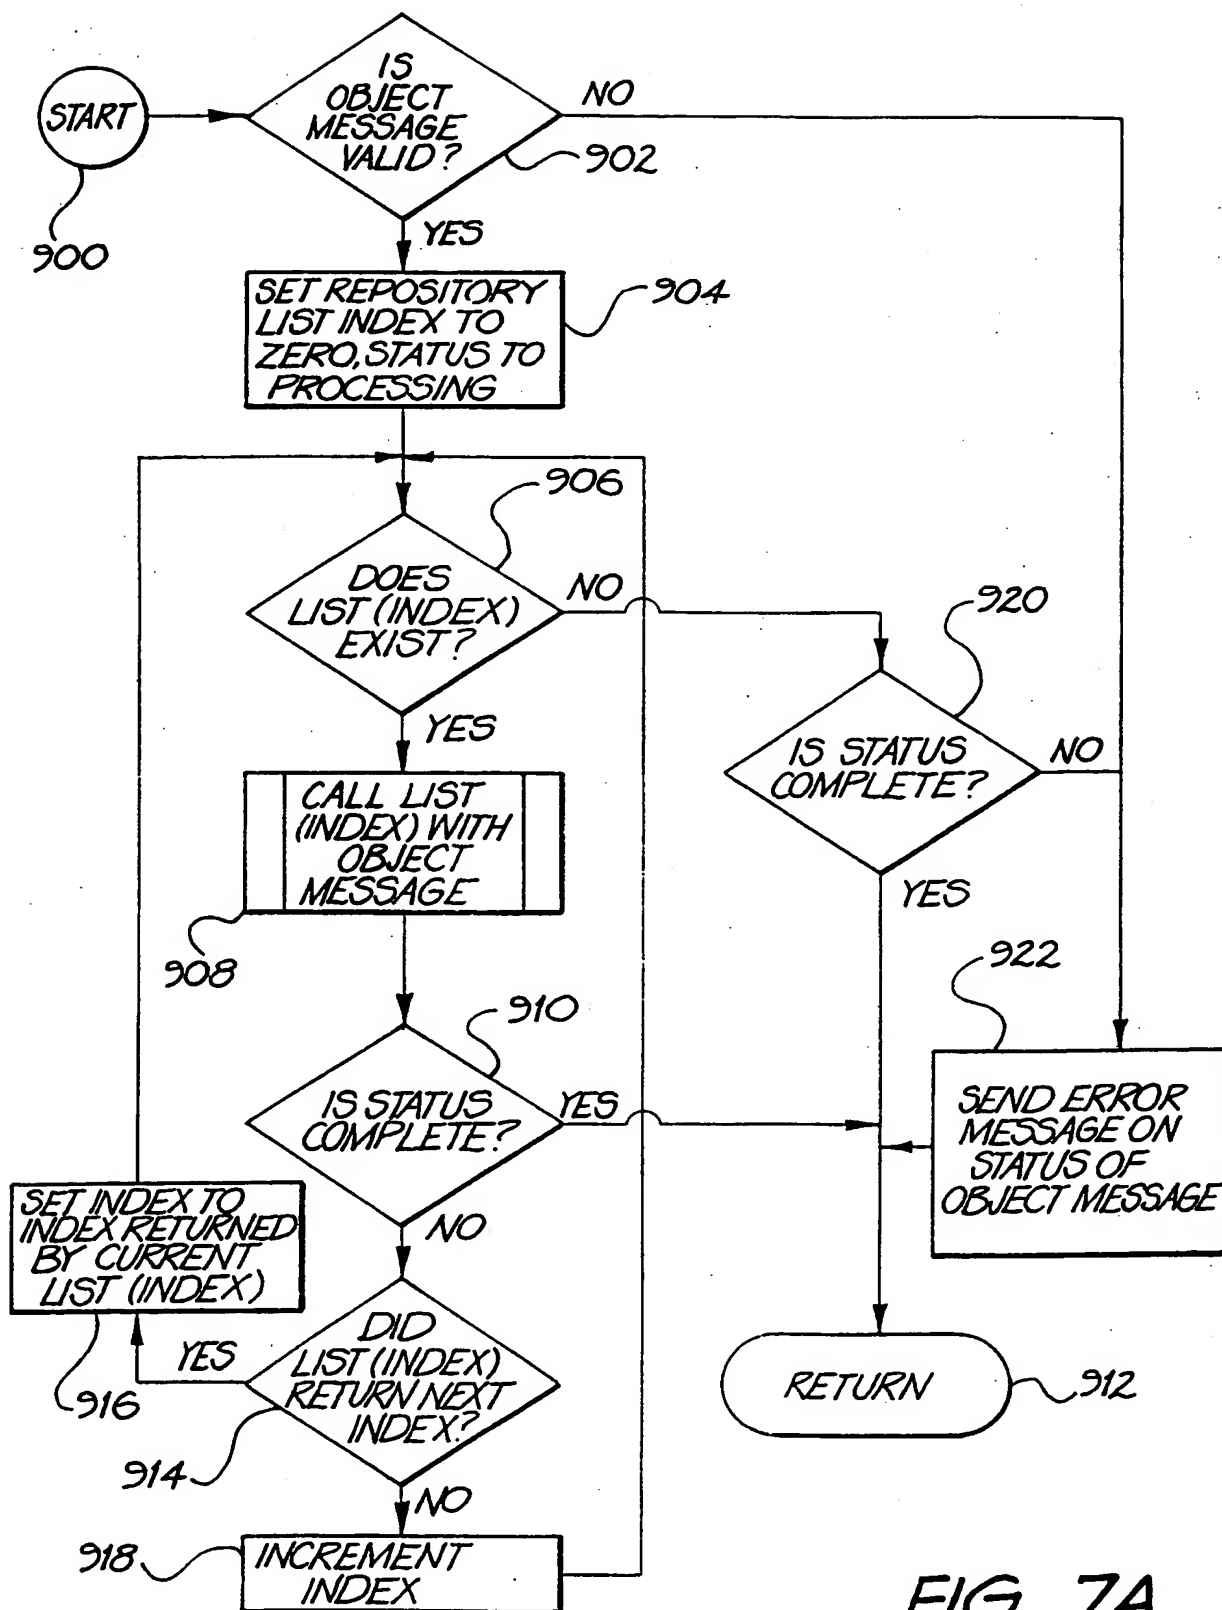 START
900
IS
OBJECT
MESSAGE
VALID?
902
NO
YES
SET REPOSITORY
LIST INDEX TO
ZERO, STATUS TO
PROCESSING
904
906
DOES
LIST (INDEX)
EXIST?
NO
YES
920
IS STATUS
COMPLETE?
NO
YES
CALL LIST
(INDEX) WITH
OBJECT
MESSAGE
908
910
IS STATUS
COMPLETE?
YES
NO
922
SEND ERROR
MESSAGE ON
STATUS OF
OBJECT MESSAGE
SET INDEX TO
INDEX RETURNED
BY CURRENT
LIST (INDEX)
916
YES
DID
LIST (INDEX)
RETURN NEXT
INDEX?
914
NO
RETURN
912
918
INCREMENT
INDEX
FIG. 7A